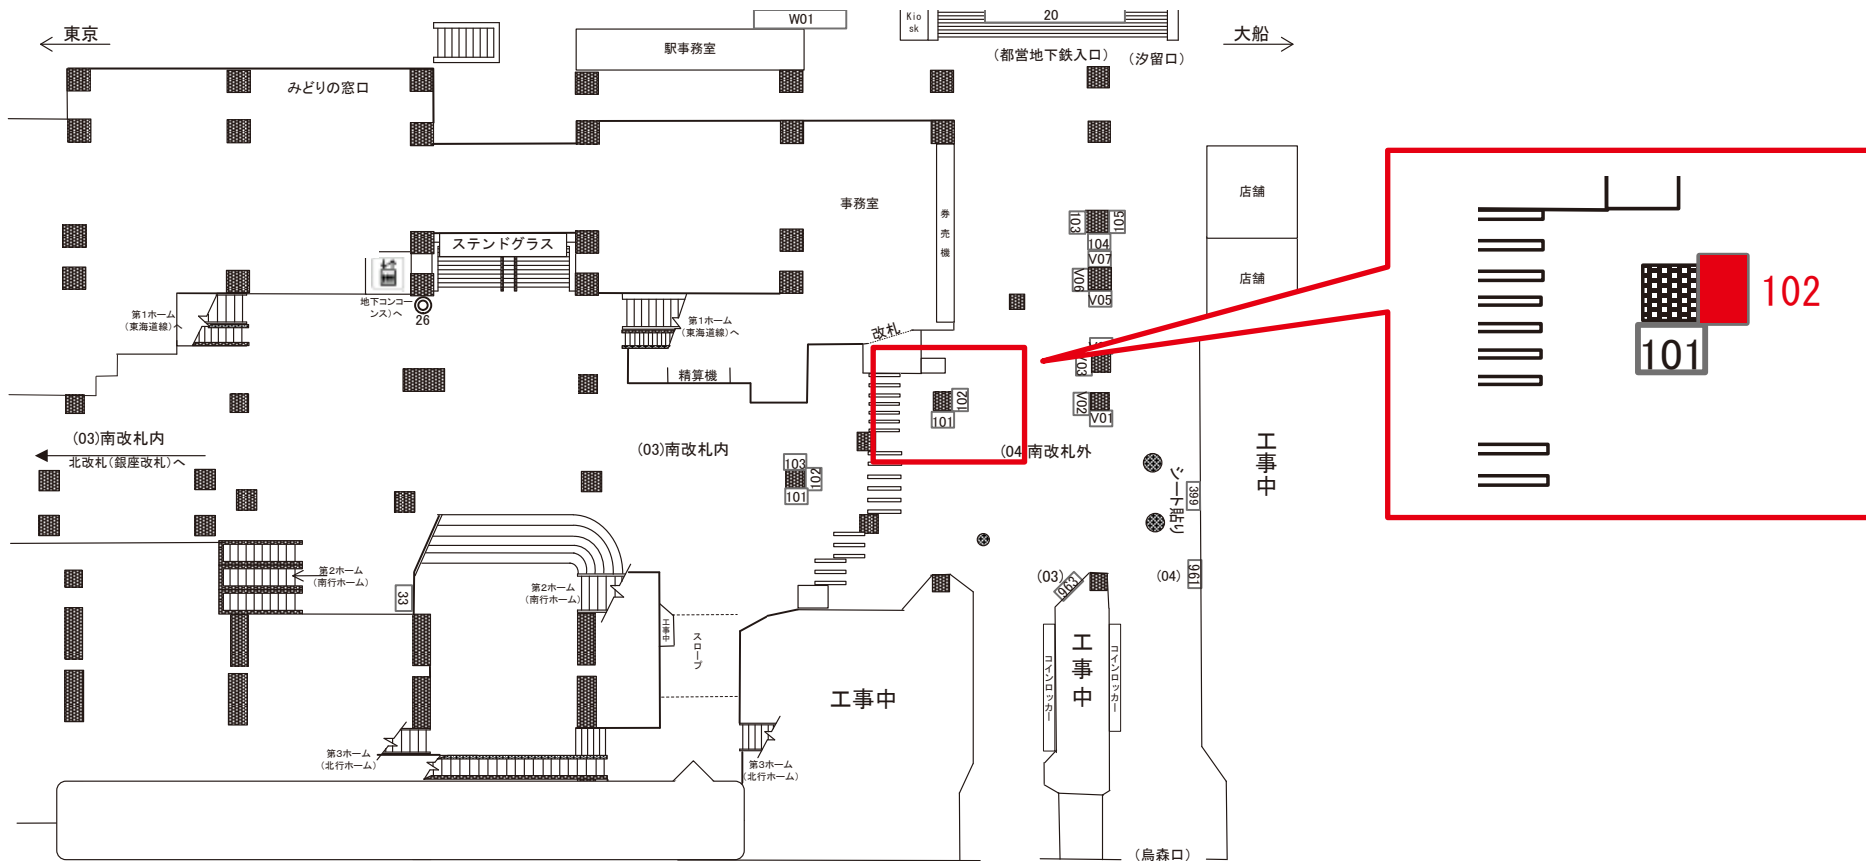 東京
W01
Kio
sk
20
大船
駅事務室
(都営地下鉄入口)
(汐留口)
みどりの窓口
事務室
券売機
店舗
103
105
104
V07
V06
V05
店舗
ステンドグラス
地下コンコー
ンス)へ
26
第1ホーム
(東海道線)へ
第1ホーム
(東海道線)へ
改札
精算機
V03
102
101
V02
V01
102
101
(03)南改札内
北改札(銀座改札)へ
(03)南改札内
(04)南改札外
工事中
103
102
101
シート貼り
399
第2ホーム
(南行ホーム)
33
第2ホーム
(南行ホーム)
工事中
スロープ
(03)
963
(04)
961
コインロッカー
工事中
コインロッカー
工事中
第3ホーム
(北行ホーム)
第3ホーム
(北行ホーム)
(烏森口)